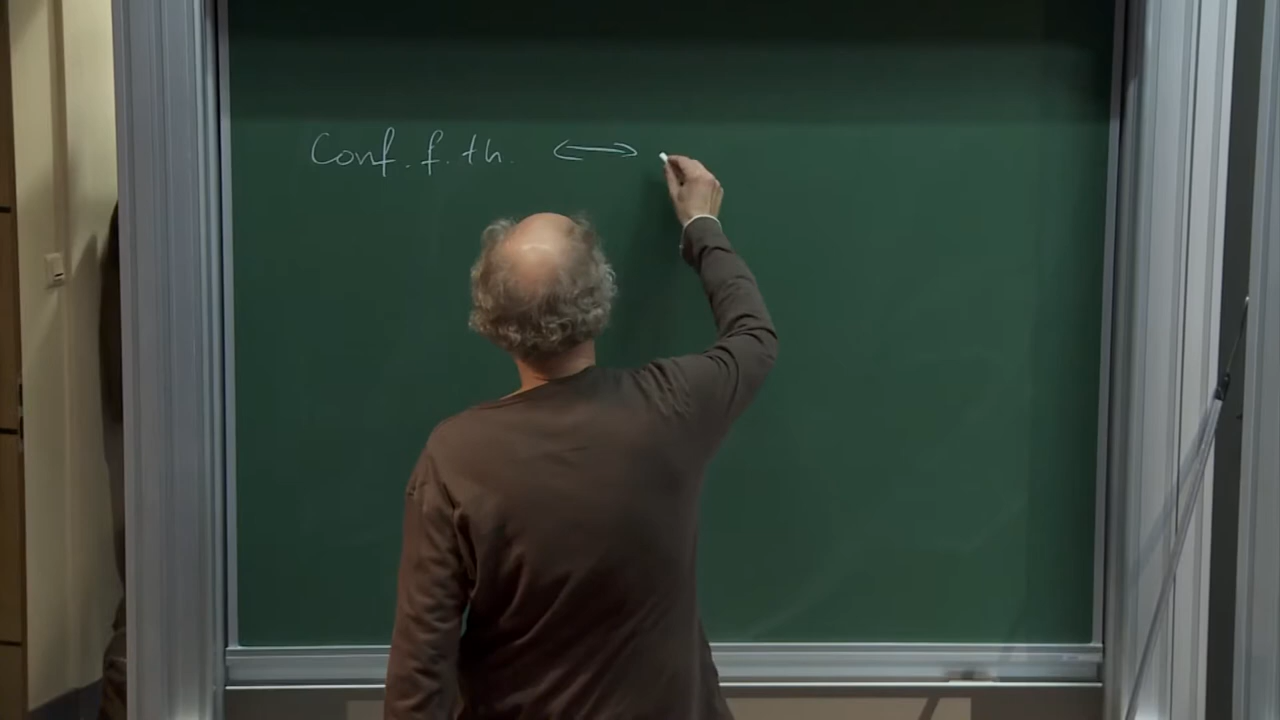 Conf. f. th. ⟷